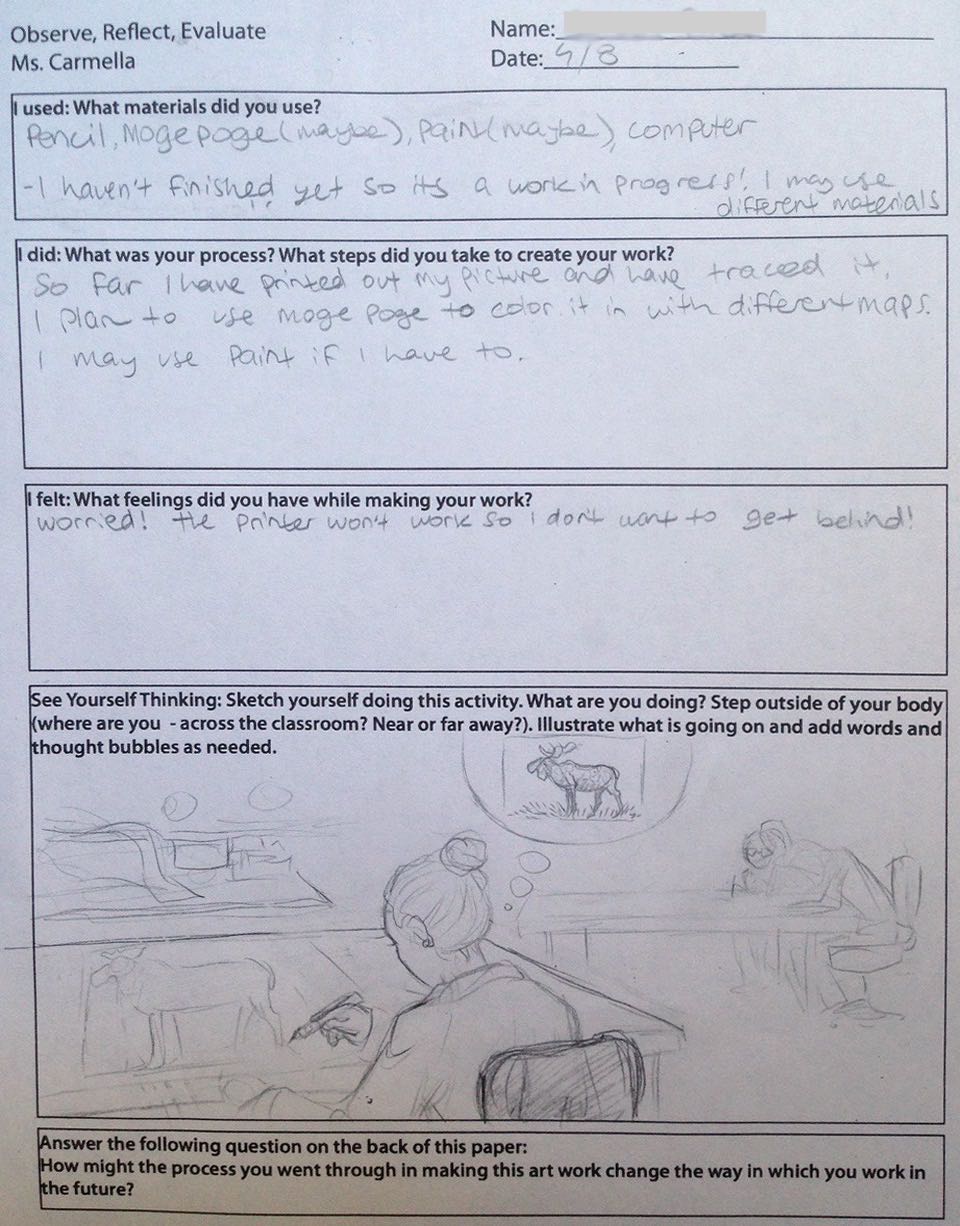 Observe, Reflect, Evaluate
Name:
Ms. Carmella
Date: 4/8
I used: What materials did you use?
Pencil, Moge poge (maybe), paint (maybe), computer
- I haven't finished yet so its a work in progress! I may use
different materials
I did: What was your process? What steps did you take to create your work?
So far I have printed out my picture and have traced it.
I plan to use moge poge to color it in with different maps.
I may use paint if I have to.
I felt: What feelings did you have while making your work?
worried! the printer won't work so i don't want to get behind!
See Yourself Thinking: Sketch yourself doing this activity. What are you doing? Step outside of your body
(where are you - across the classroom? Near or far away?). Illustrate what is going on and add words and
thought bubbles as needed.
Answer the following question on the back of this paper:
How might the process you went through in making this art work change the way in which you work in
the future?